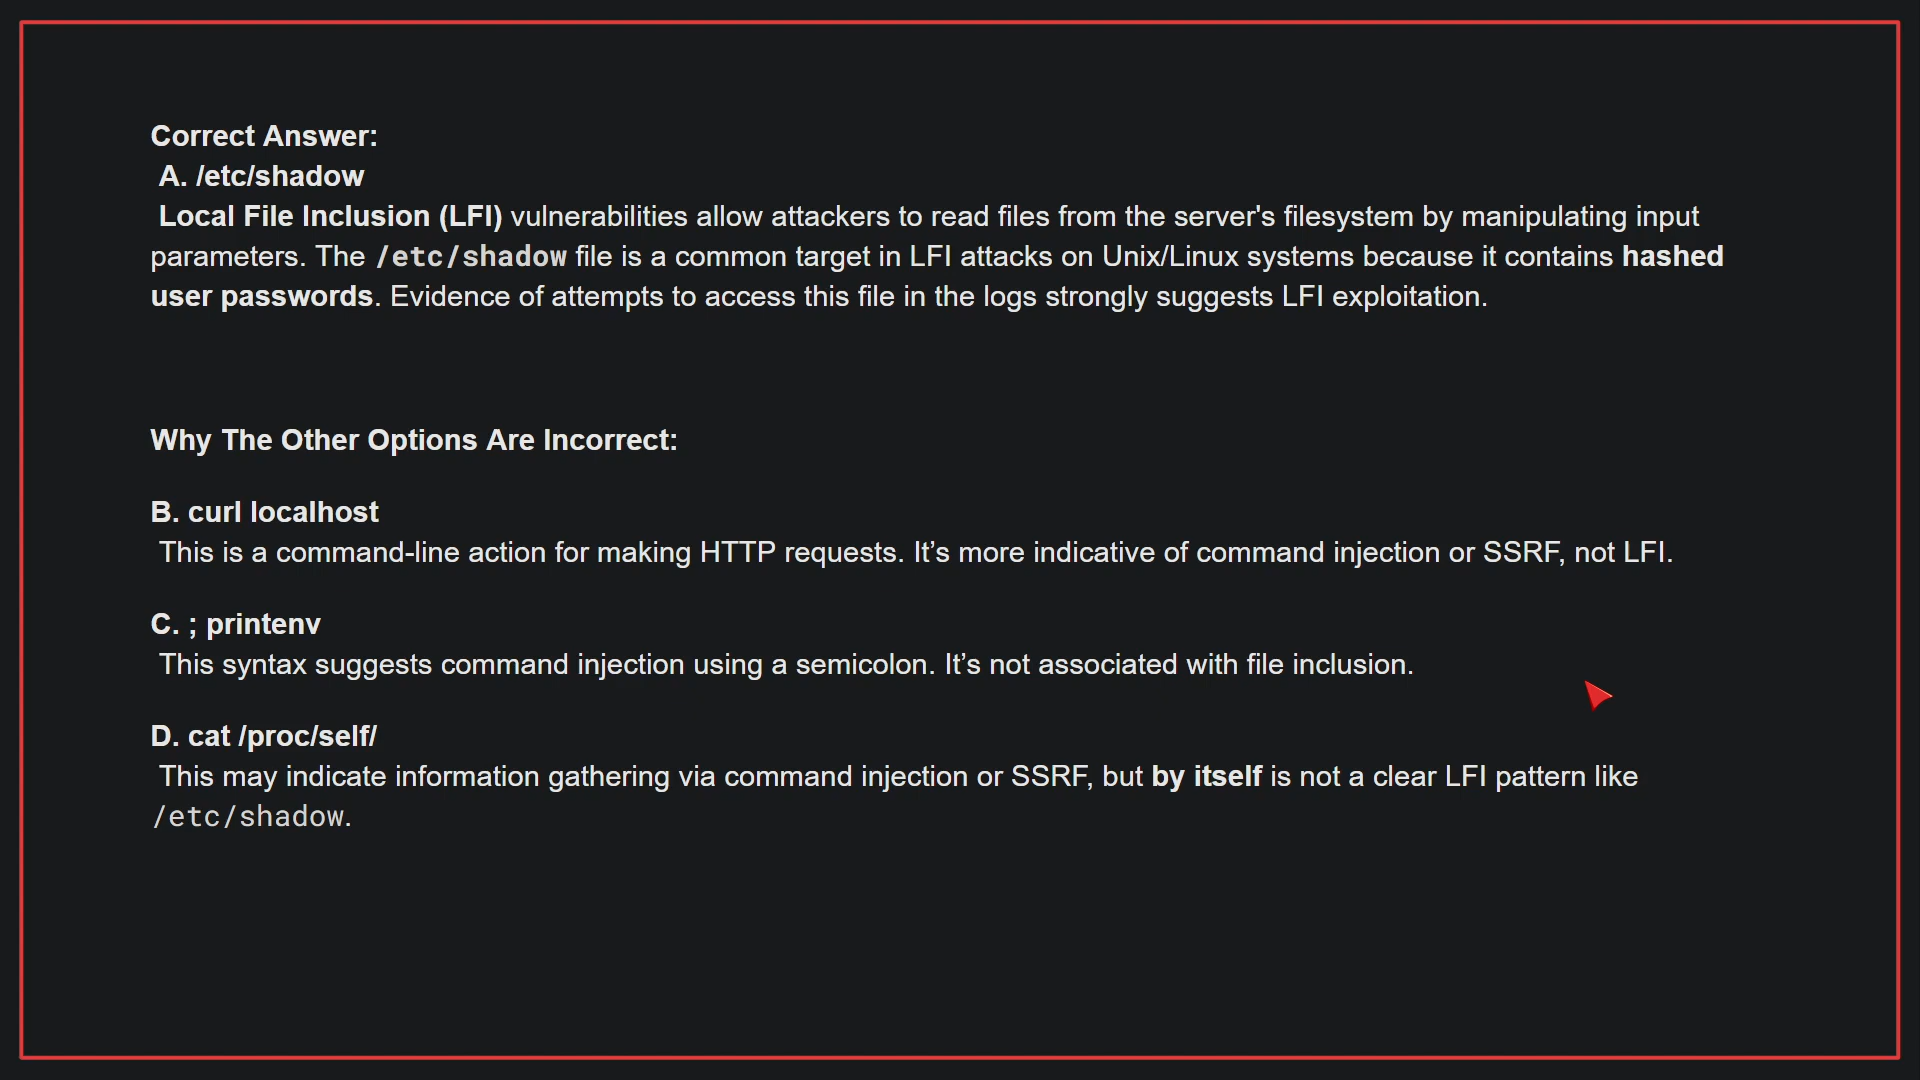 Correct Answer:
A. /etc/shadow
Local File Inclusion (LFI) vulnerabilities allow attackers to read files from the server's filesystem by manipulating input
parameters. The /etc/shadow file is a common target in LFI attacks on Unix/Linux systems because it contains hashed
user passwords. Evidence of attempts to access this file in the logs strongly suggests LFI exploitation.
Why The Other Options Are Incorrect:
B. curl localhost
This is a command-line action for making HTTP requests. It’s more indicative of command injection or SSRF, not LFI.
C. ; printenv
This syntax suggests command injection using a semicolon. It’s not associated with file inclusion.
D. cat /proc/self/
This may indicate information gathering via command injection or SSRF, but by itself is not a clear LFI pattern like
/etc/shadow.